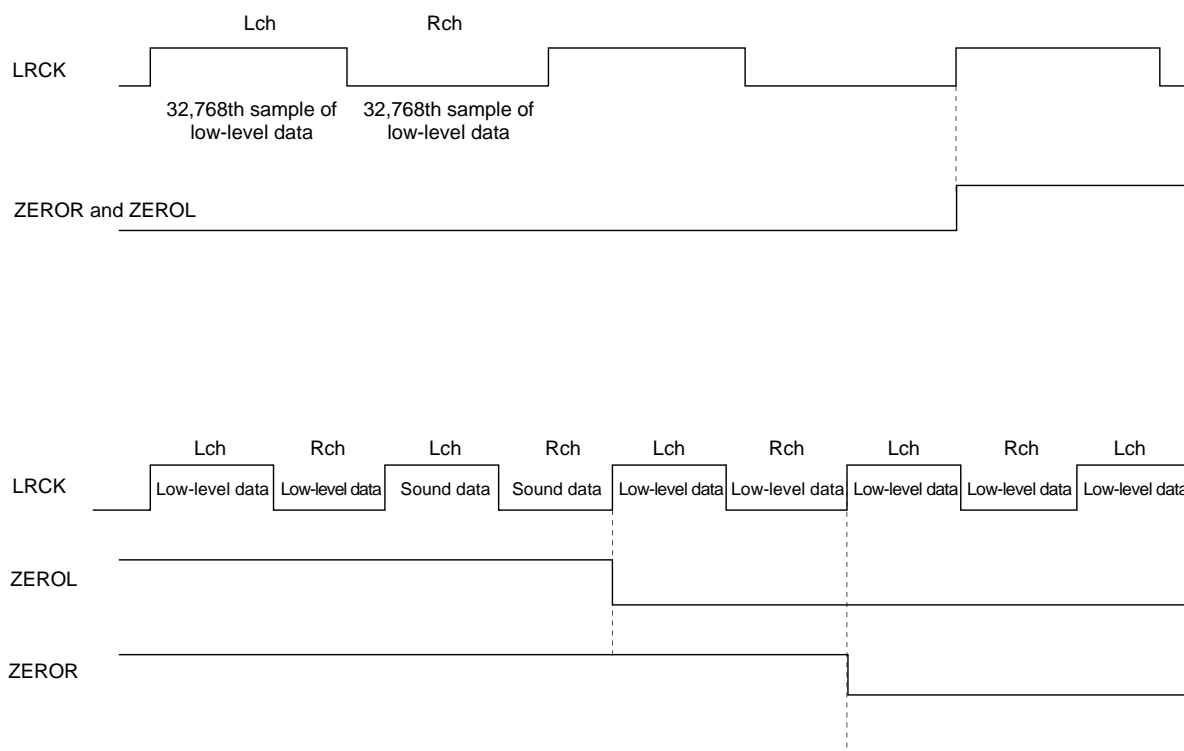 Lch Rch
LRCK
32,768th sample of 32,768th sample of
low-level data low-level data
ZEROR and ZEROL
Lch Rch Lch Rch Lch Rch Lch Rch Lch
LRCK
Low-level data Low-level data Sound data Sound data Low-level data Low-level data Low-level data Low-level data Low-level data
ZEROL
ZEROR